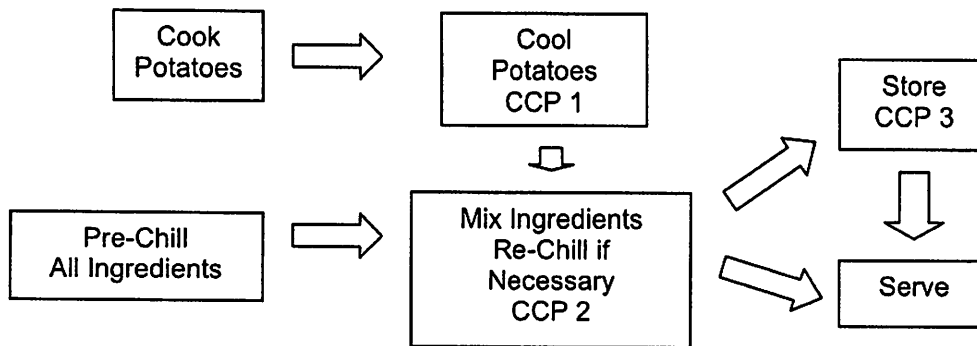 Cook
Potatoes
Cool
Potatoes
CCP 1
Store
CCP 3
Pre-Chill
All Ingredients
Mix Ingredients
Re-Chill if
Necessary
CCP 2
Serve